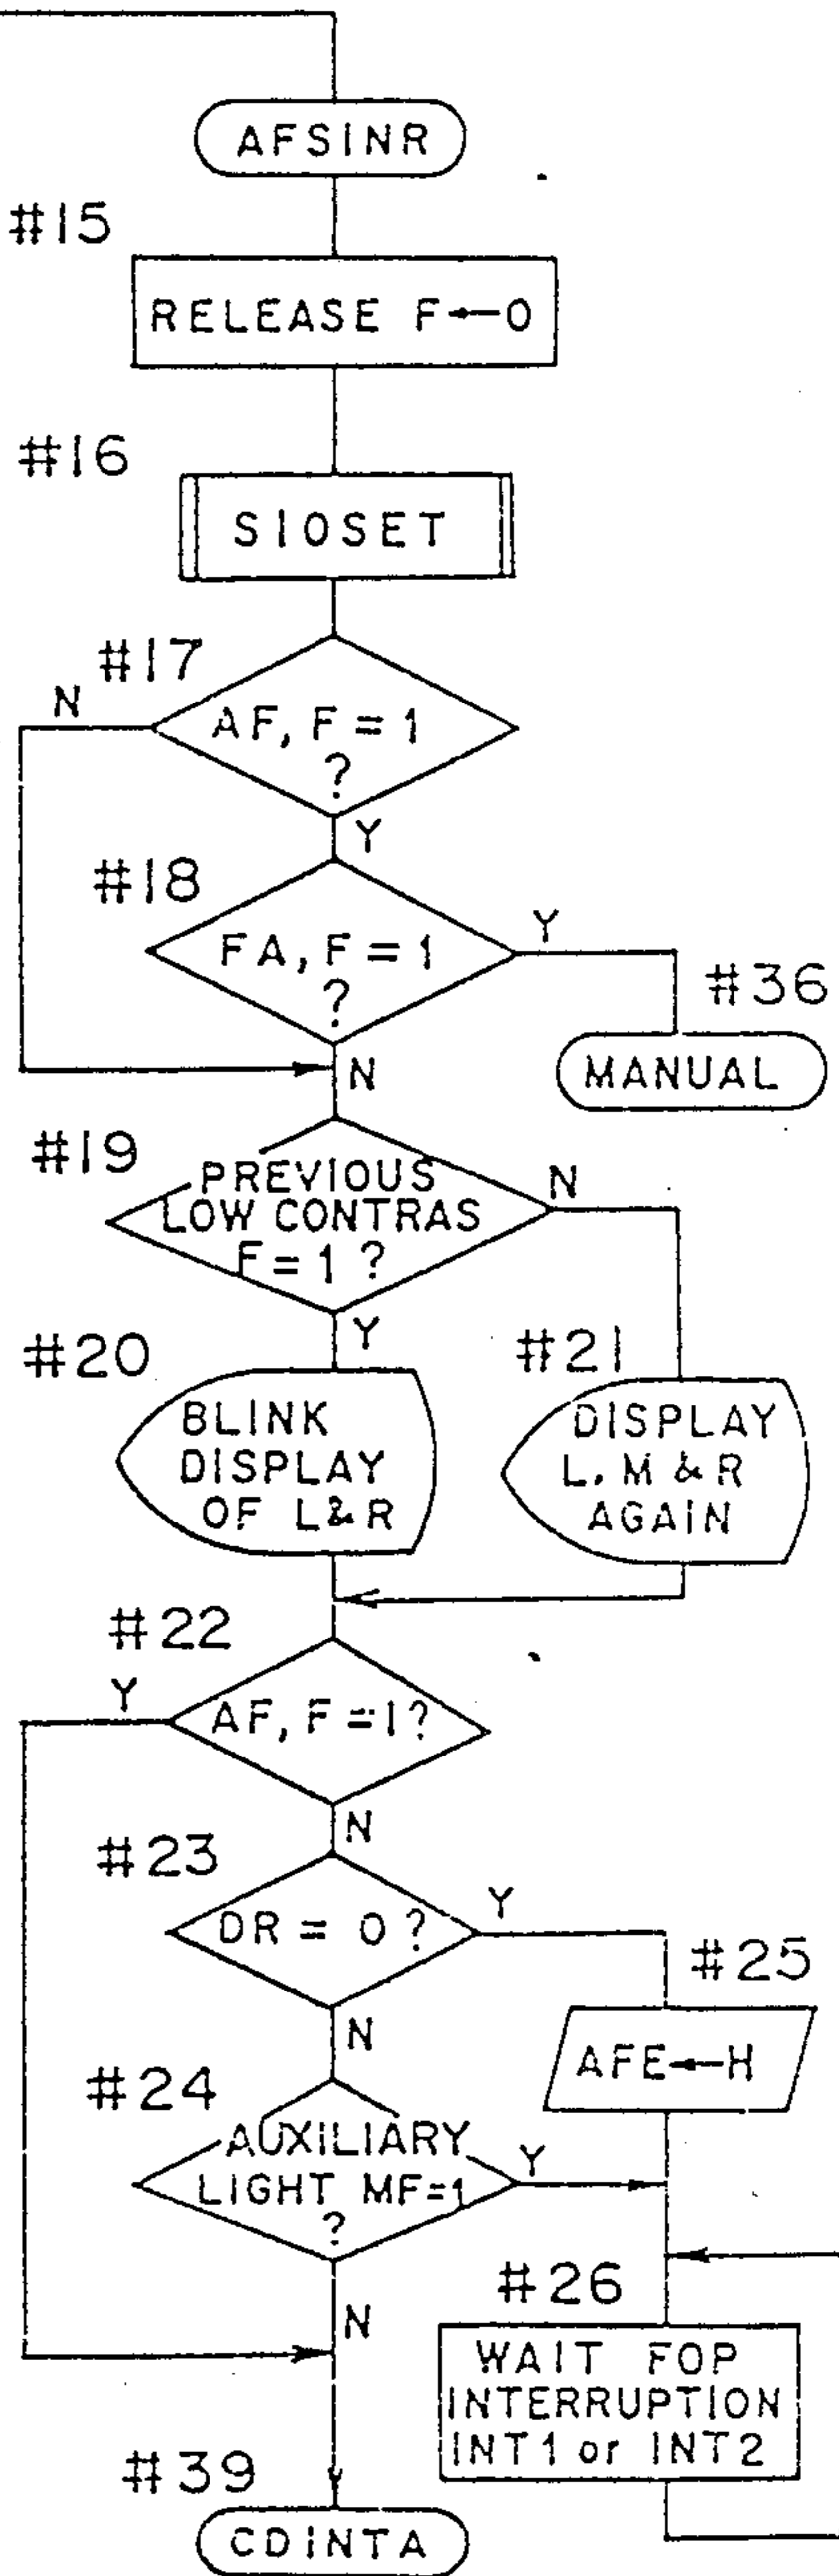 AFSINR
#15
RELEASE F←0
#16
SIOSET
#17
N
AF, F = 1
?
Y
#18
FA, F = 1
?
Y
#36
N
MANUAL
#19
PREVIOUS
LOW CONTRAS
F = 1 ?
N
Y
#20
#21
BLINK
DISPLAY
OF L&R
DISPLAY
L, M & R
AGAIN
#22
Y
AF, F = 1?
N
#23
DR = 0 ?
Y
#25
N
AFE←H
#24
AUXILIARY
LIGHT MF=1
?
Y
#26
N
WAIT FOP
INTERRUPTION
INT1 or INT2
#39
CDINTA